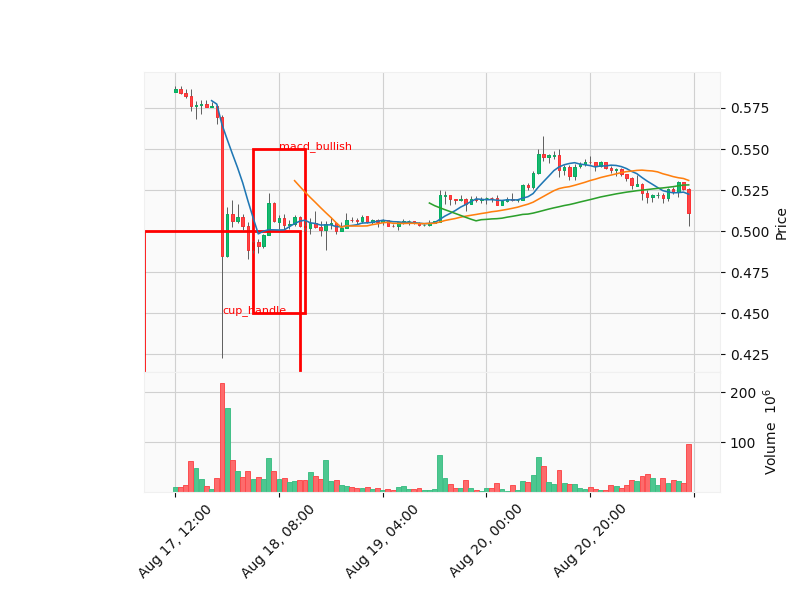 0.575
0.550
0.525
0.500
0.475
0.450
0.425
Price
macd_bullish
cup_handle
200
100
Volume 10^6
Aug 17, 12:00
Aug 18, 08:00
Aug 19, 04:00
Aug 20, 00:00
Aug 20, 20:00